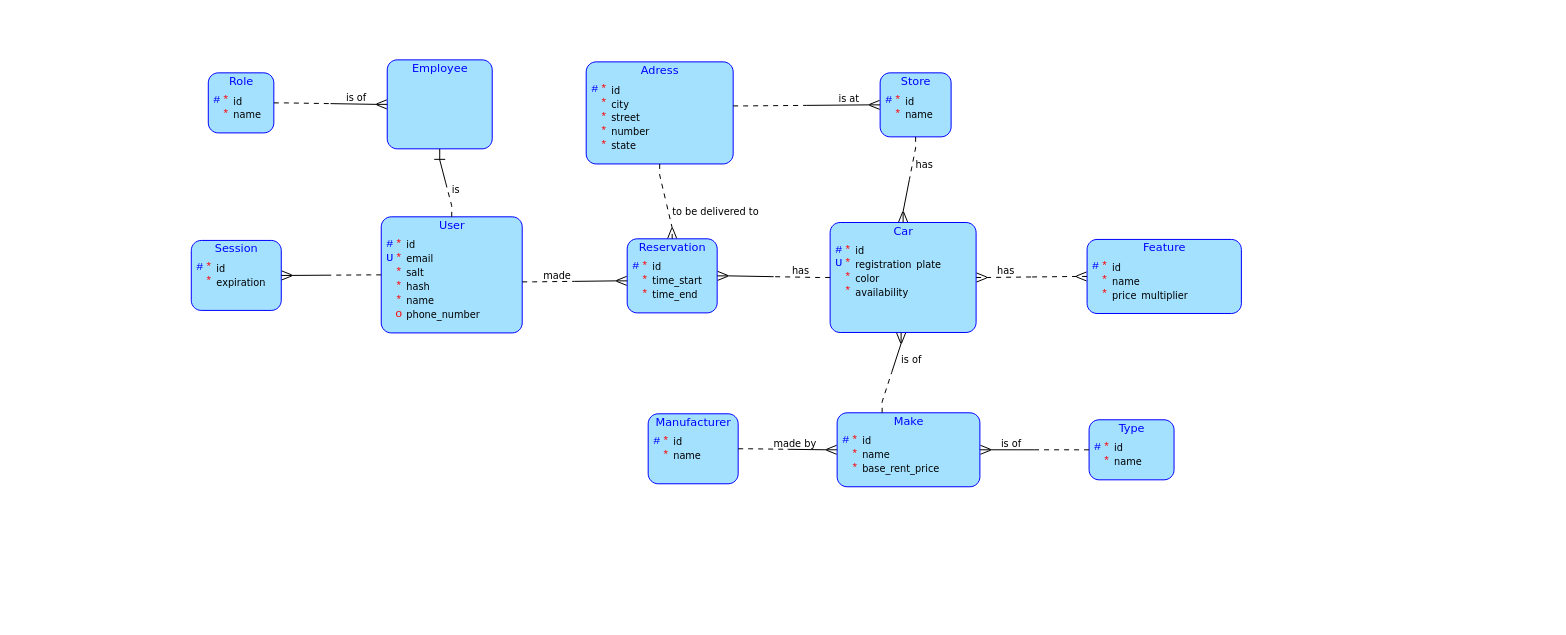 Role
# * id
* name
is of
Employee
is
Adress
# * id
* city
* street
* number
* state
is at
Store
# * id
* name
has
to be delivered to
Session
# * id
* expiration
User
# * id
U * email
* salt
* hash
* name
o phone_number
made
Reservation
# * id
* time_start
* time_end
has
Car
# * id
U * registration plate
* color
* availability
has
Feature
# * id
* name
* price multiplier
is of
Manufacturer
# * id
* name
made by
Make
# * id
* name
* base_rent_price
is of
Type
# * id
* name